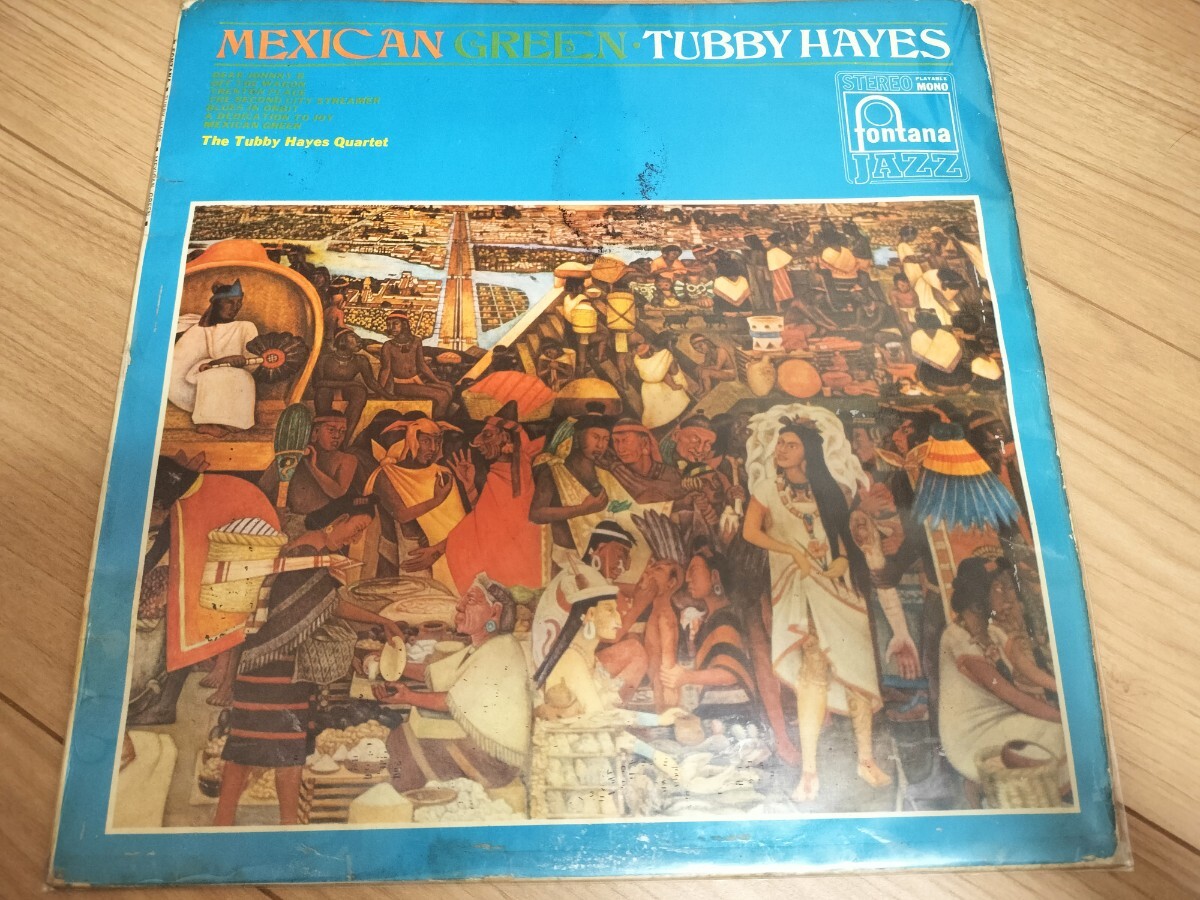 MEXICAN GREEN · TUBBY HAYES
DEAR JOHNNY B
OFF THE WAGON
TRENTON PLACE
THE SECOND CITY STEAMER
BLUES IN ORBIT
A DEDICATION TO JOY
MEXICAN GREEN
The Tubby Hayes Quartet
STEREO PLAYABLE MONO
fontana
JAZZ